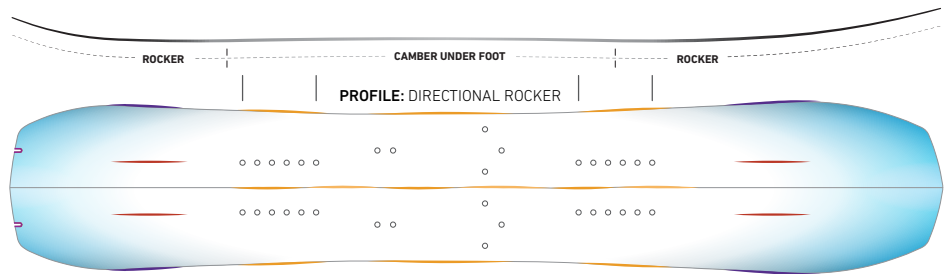 ROCKER
CAMBER UNDER FOOT
ROCKER
PROFILE: DIRECTIONAL ROCKER